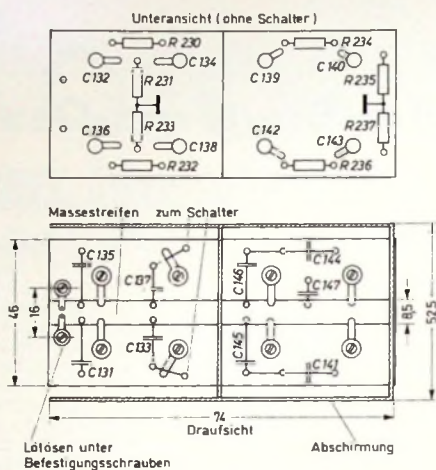 Unteransicht (ohne Schalter)
R 230
R 234
C 132
C 134
C 139
C 140
R 231
R 235
R 233
R 237
C 136
C 138
C 142
C 143
R 232
R 236
Massestreifen zum Schalter
C 135
C 137
C 146
C 144
C 147
46
16
8,5
52,5
C 131
C 133
C 145
C 141
74
Draufsicht
Lötösen unter
Befestigungsschrauben
Abschirmung